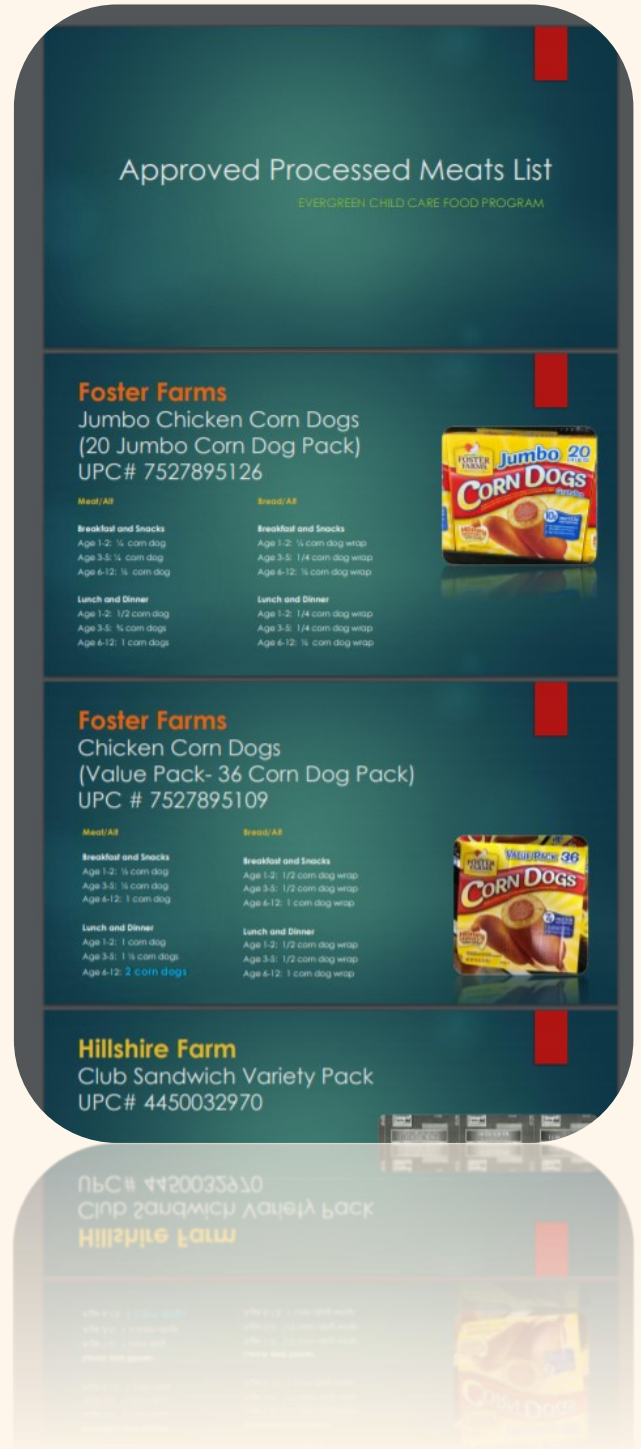 Approved Processed Meats List
EVERGREEN CHILD CARE FOOD PROGRAM
Foster Farms
Jumbo Chicken Corn Dogs
(20 Jumbo Corn Dog Pack)
UPC# 7527895126
Meat/Alt
Breakfast and Snacks
Age 1-2: ¼ corn dog
Age 3-5: ¼ corn dog
Age 6-12: ½ corn dog
Lunch and Dinner
Age 1-2: 1/2 corn dog
Age 3-5: ¾ corn dogs
Age 6-12: 1 corn dogs
Bread/Alt
Breakfast and Snacks
Age 1-2: ¼ corn dog wrap
Age 3-5: 1/4 corn dog wrap
Age 6-12: ½ corn dog wrap
Lunch and Dinner
Age 1-2: 1/4 corn dog wrap
Age 3-5: 1/4 corn dog wrap
Age 6-12: ½ corn dog wrap
FOSTER FARMS
Jumbo 20
CORN DOGS
Foster Farms
Chicken Corn Dogs
(Value Pack- 36 Corn Dog Pack)
UPC # 7527895109
Meat/Alt
Breakfast and Snacks
Age 1-2: ½ corn dog
Age 3-5: ½ corn dog
Age 6-12: 1 corn dog
Lunch and Dinner
Age 1-2: 1 corn dog
Age 3-5: 1 ½ corn dogs
Age 6-12: 2 corn dogs
Bread/Alt
Breakfast and Snacks
Age 1-2: 1/2 corn dog wrap
Age 3-5: 1/2 corn dog wrap
Age 6-12: 1 corn dog wrap
Lunch and Dinner
Age 1-2: 1/2 corn dog wrap
Age 3-5: 1/2 corn dog wrap
Age 6-12: 1 corn dog wrap
FOSTER FARMS
VALUE PACK 36
CORN DOGS
Hillshire Farm
Club Sandwich Variety Pack
UPC# 4450032970